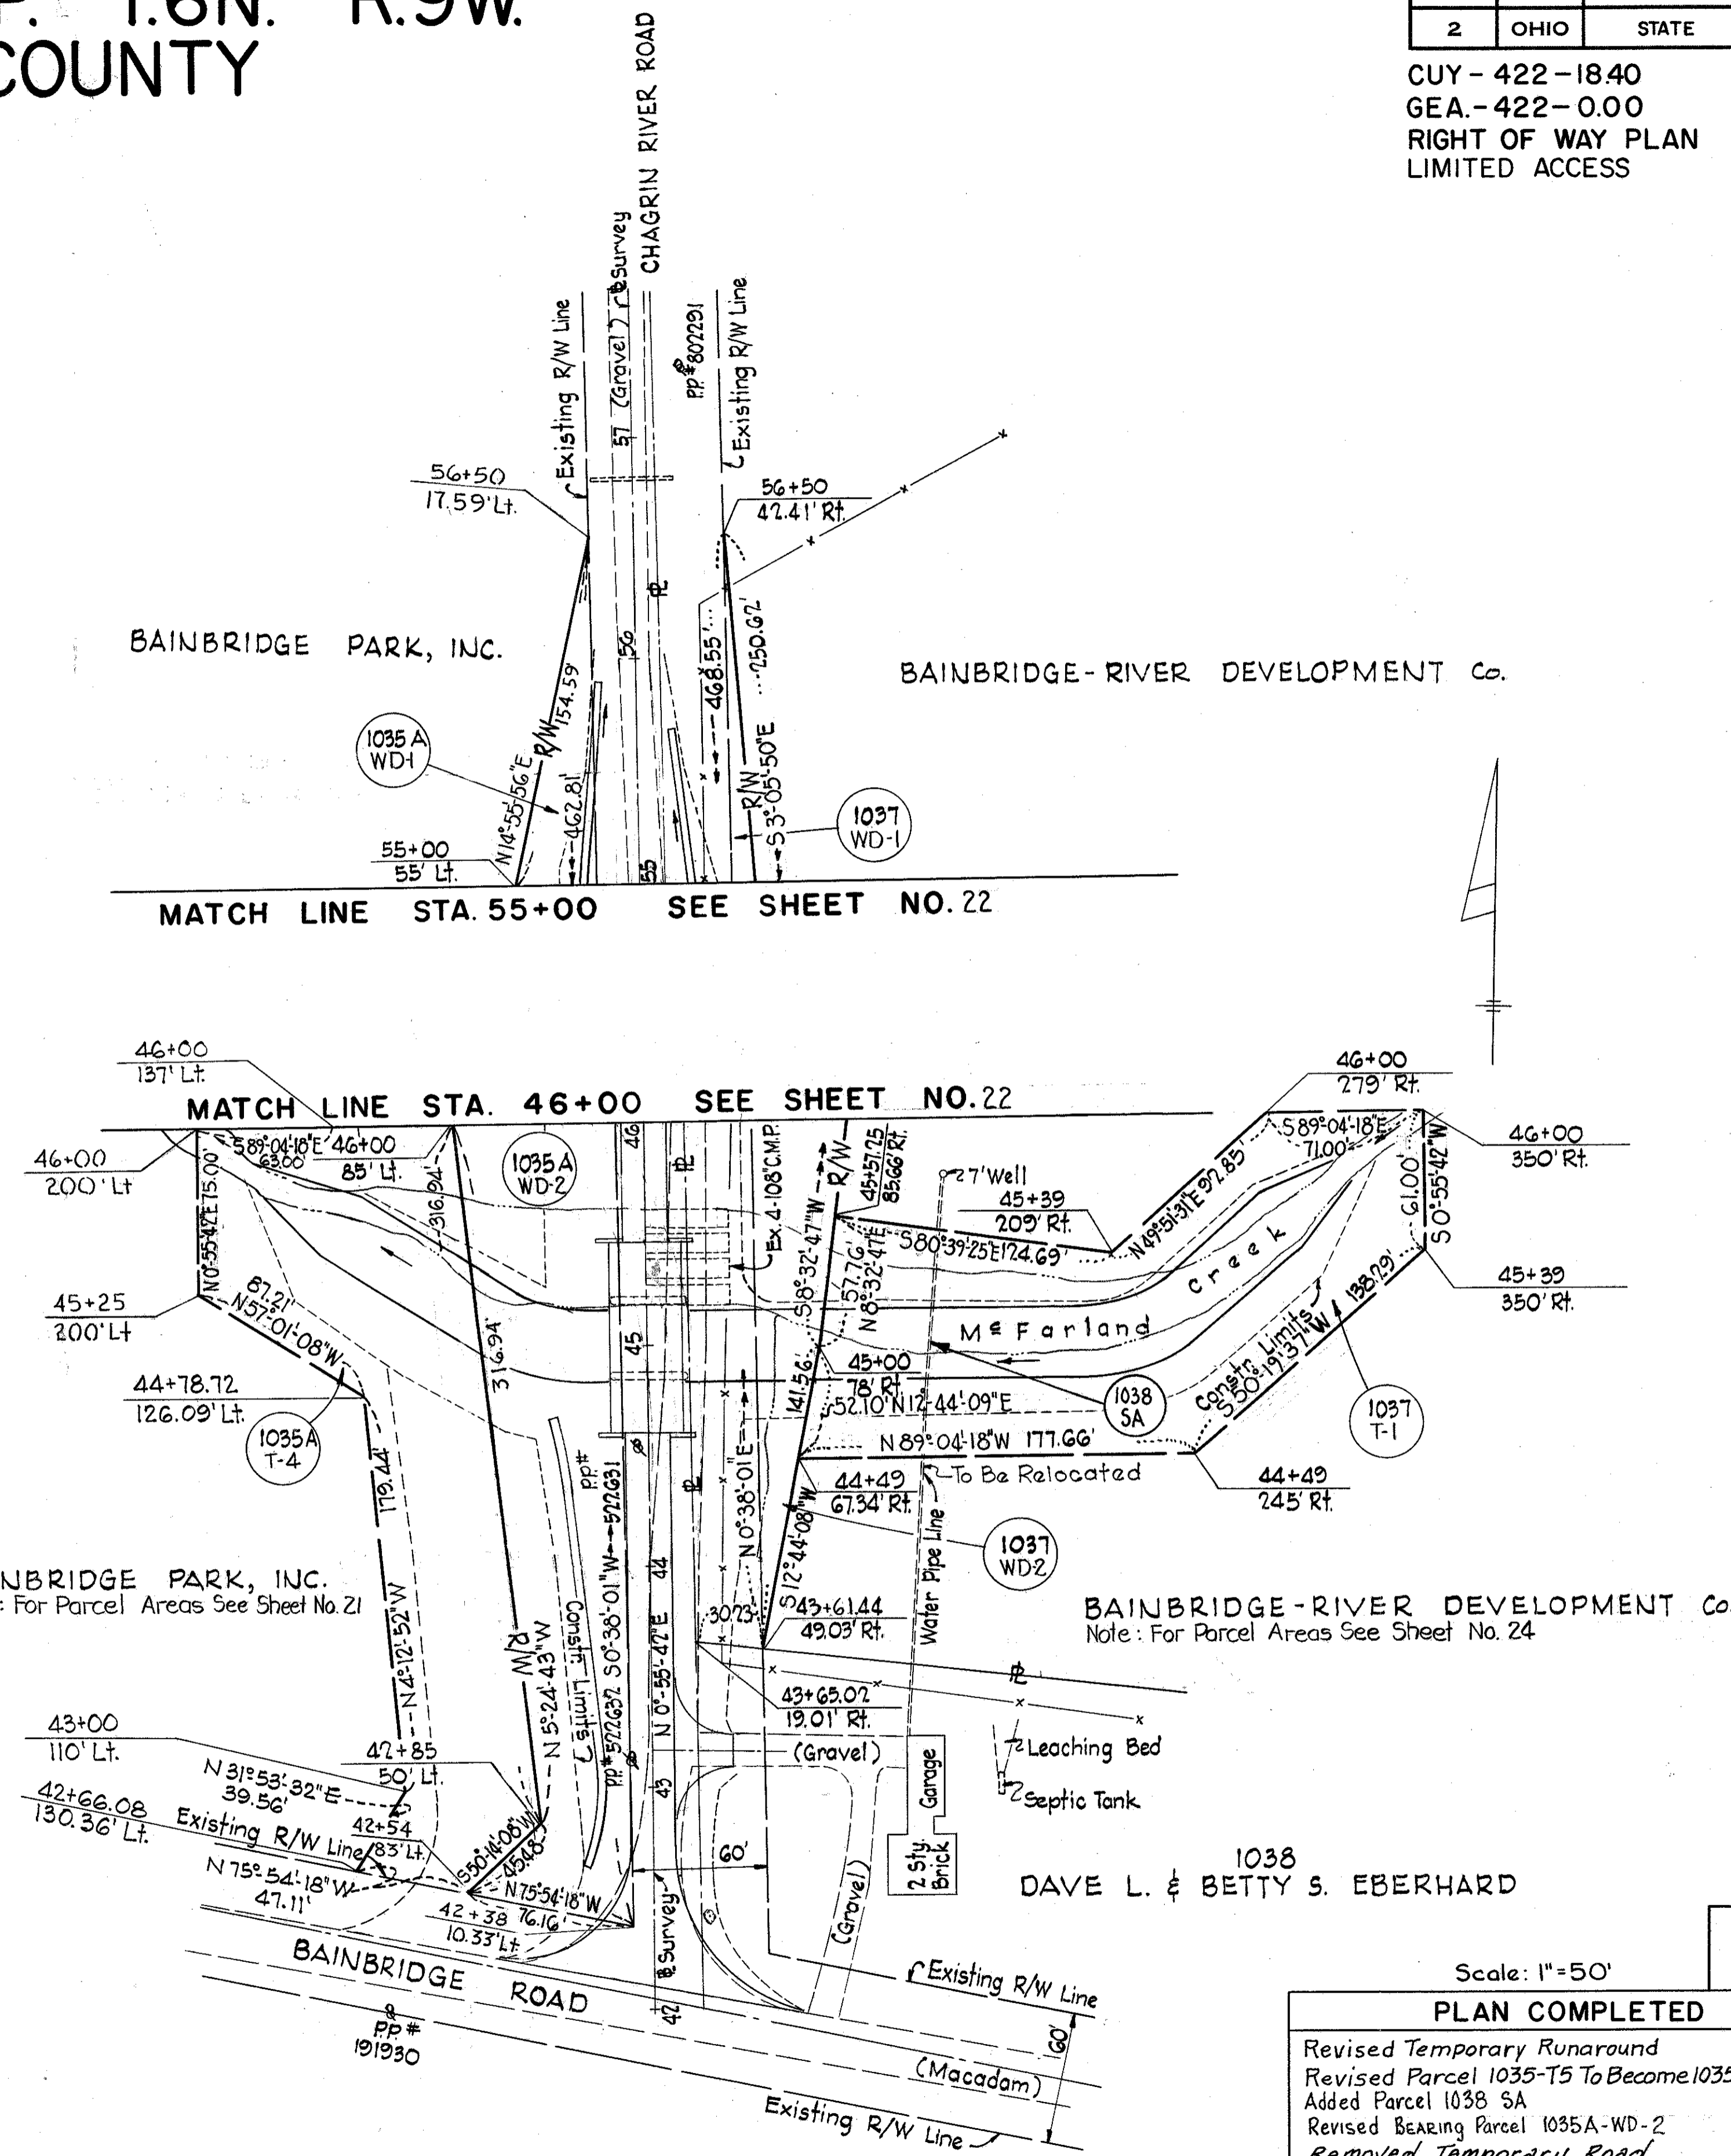 T.6N. R.9W.
COUNTY
2 OHIO STATE
CUY - 422 - 18.40
GEA. - 422 - 0.00
RIGHT OF WAY PLAN
LIMITED ACCESS
CHAGRIN RIVER ROAD
Survey
57 (Gravel)
Existing R/W Line
P.P.#802291
Existing R/W Line
56+50
17.59' Lt.
56+50
42.41' Rt.
BAINBRIDGE PARK, INC.
BAINBRIDGE-RIVER DEVELOPMENT Co.
56
468.55'
250.62'
154.59'
R/W
N14°-55'-56"E
462.81'
1035 A
WD-1
R/W
S3°-05'-50"E
1037
WD-1
55+00
55' Lt.
55
MATCH LINE STA. 55+00 SEE SHEET NO. 22
46+00
137' Lt.
46+00
279' Rt.
MATCH LINE STA. 46+00 SEE SHEET NO. 22
46+00
200' Lt
S89°-04'-18"E
63.00'
46+00
85' Lt.
316.94'
1035 A
WD-2
46
Ex. 4-108"C.M.P.
R/W
45+57.25
85.66' Rt.
27' Well
45+39
209' Rt.
S80°-39'-25"E 124.69'
N49°-51'-31"E 92.85'
S89°-04'-18"E
71.00'
46+00
350' Rt.
61.00'
S0°-55'-42"W
N0°-55'-42"E 75.00'
S8°-32'-47"W
57.76'
N8°-32'-47"E
45+25
200' Lt
87.21'
N57°-01'-08"W
45+39
350' Rt.
Mc Farland Creek
Constr. Limits
S.50°-19'-37"W 138.29'
316.94'
45
141.56'
45+00
78' Rt.
52.10' N12°-44'-09"E
1038
SA
1037
T-1
44+78.72
126.09' Lt.
1035A
T-4
N89°-04'-18"W 177.66'
To Be Relocated
44+49
67.34' Rt.
44+49
245' Rt.
179.44'
N4°-12'-52"W
P.P.#
522631
S0°-38'-01"W
N0°-38'-01"E
S12°-44'-08"W
1037
WD-2
Water Pipe Line
44
NBRIDGE PARK, INC.
: For Parcel Areas See Sheet No. 21
R/W
N5°-24'-43"W
Constr. Limits
P.P.#522632
N0°-55'-42"E
30.23'
43+61.44
49.03' Rt.
BAINBRIDGE-RIVER DEVELOPMENT Co.
Note: For Parcel Areas See Sheet No. 24
43+65.02
19.01' Rt.
43+00
110' Lt.
N31°-53'-32"E
39.56'
42+85
50' Lt.
43
(Gravel)
Garage
Leaching Bed
Septic Tank
42+66.08
130.36' Lt.
Existing R/W Line
42+54
83' Lt.
S50°-14'-08"W
45.48'
N75°-54'-18"W
47.11'
N75°-54'-18"W
76.16'
42+38
10.33' Lt
60'
2 Sty.
Brick
(Gravel)
1038
DAVE L. & BETTY S. EBERHARD
Survey
42
BAINBRIDGE ROAD
P.P.#
191930
Existing R/W Line
60'
(Macadam)
Existing R/W Line
Scale: 1"=50'
PLAN COMPLETED
Revised Temporary Runaround
Revised Parcel 1035-T5 To Become 1035
Added Parcel 1038 SA
Revised BEARING Parcel 1035A-WD-2
Removed Temporary Road